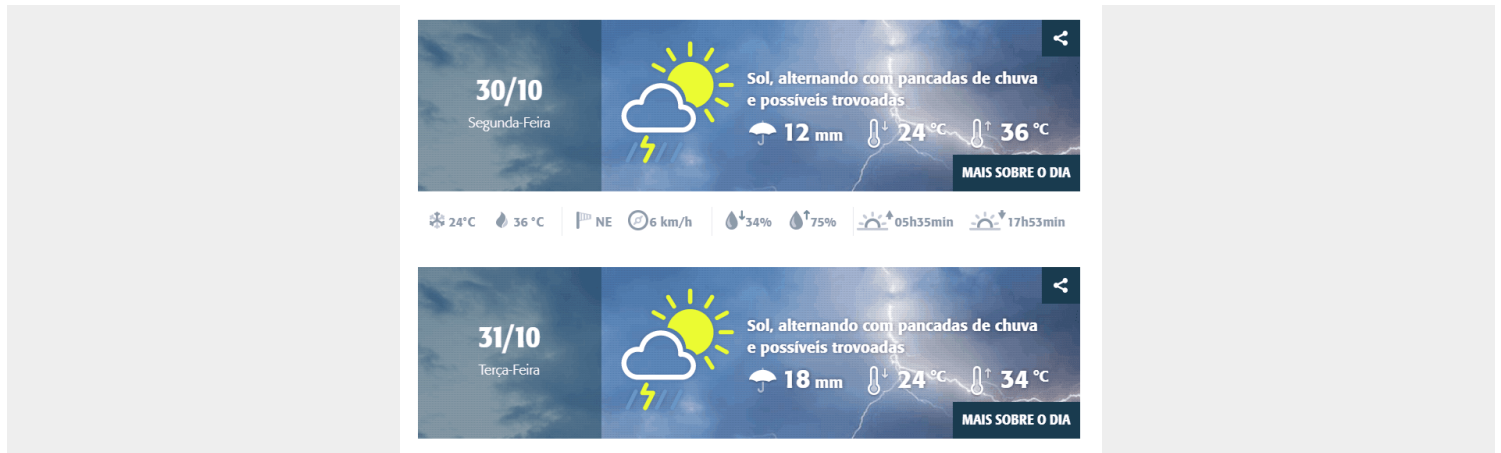 30/10
Segunda-Feira
Sol, alternando com pancadas de chuva
e possíveis trovoadas
12 mm 24 °C 36 °C
MAIS SOBRE O DIA
24°C 36 °C NE 6 km/h 34% 75% 05h35min 17h53min
31/10
Terça-Feira
Sol, alternando com pancadas de chuva
e possíveis trovoadas
18 mm 24 °C 34 °C
MAIS SOBRE O DIA